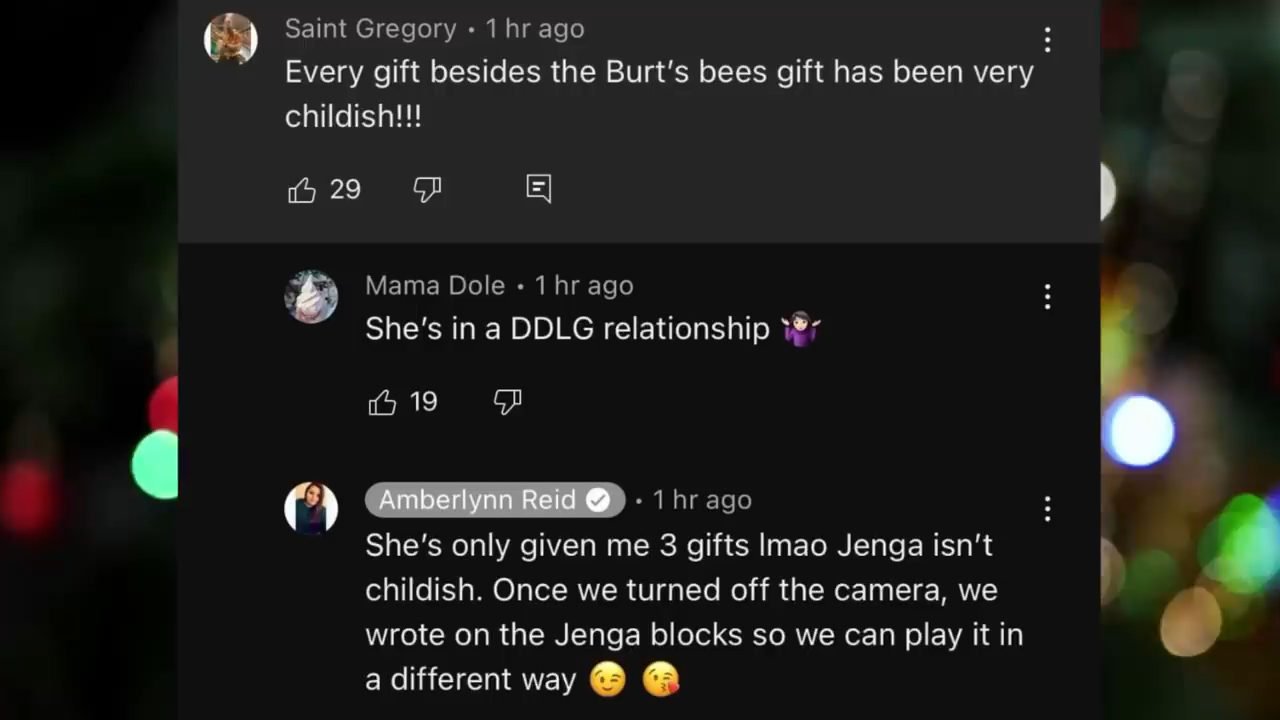 Saint Gregory • 1 hr ago
Every gift besides the Burt's bees gift has been very
childish!!!
29
Mama Dole • 1 hr ago
She's in a DDLG relationship 🤷🏻‍♀️
19
Amberlynn Reid • 1 hr ago
She's only given me 3 gifts lmao Jenga isn't
childish. Once we turned off the camera, we
wrote on the Jenga blocks so we can play it in
a different way 😉 😘